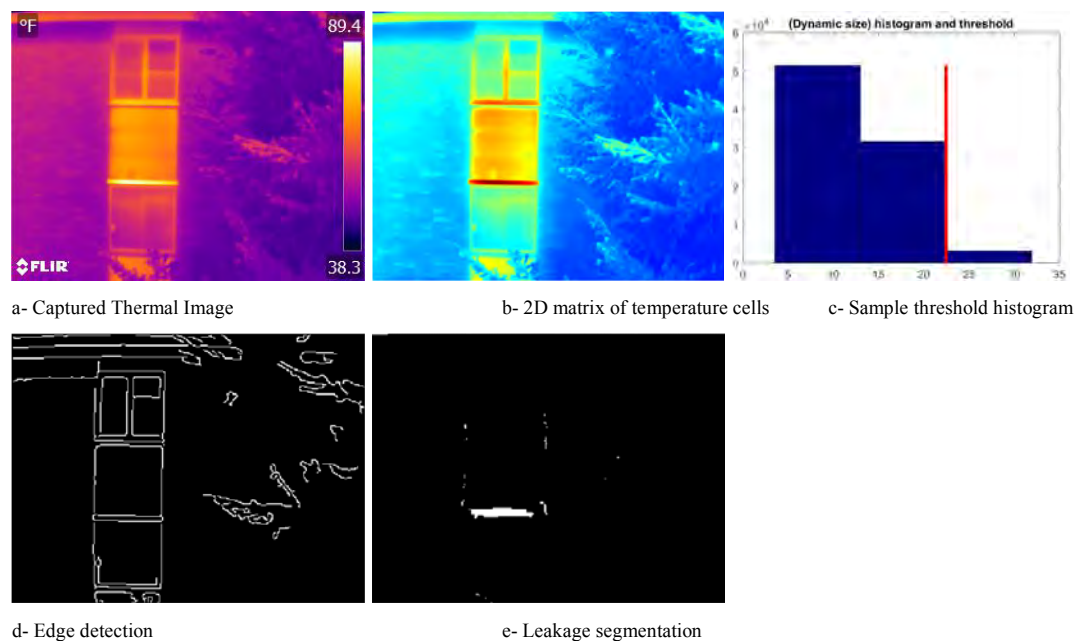 °F
89.4
38.3
FLIR
a- Captured Thermal Image
b- 2D matrix of temperature cells
(Dynamic size) histogram and threshold
×10⁴
6
5
4
3
2
1
0
0 5 10 15 20 25 30 35
c- Sample threshold histogram
d- Edge detection
e- Leakage segmentation